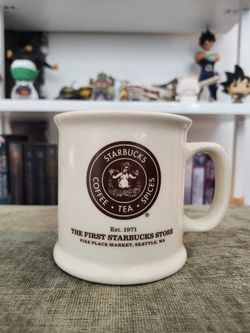 STARBUCKS
COFFEE • TEA • SPICES
®
Est. 1971
THE FIRST STARBUCKS STORE
PIKE PLACE MARKET, SEATTLE, WA